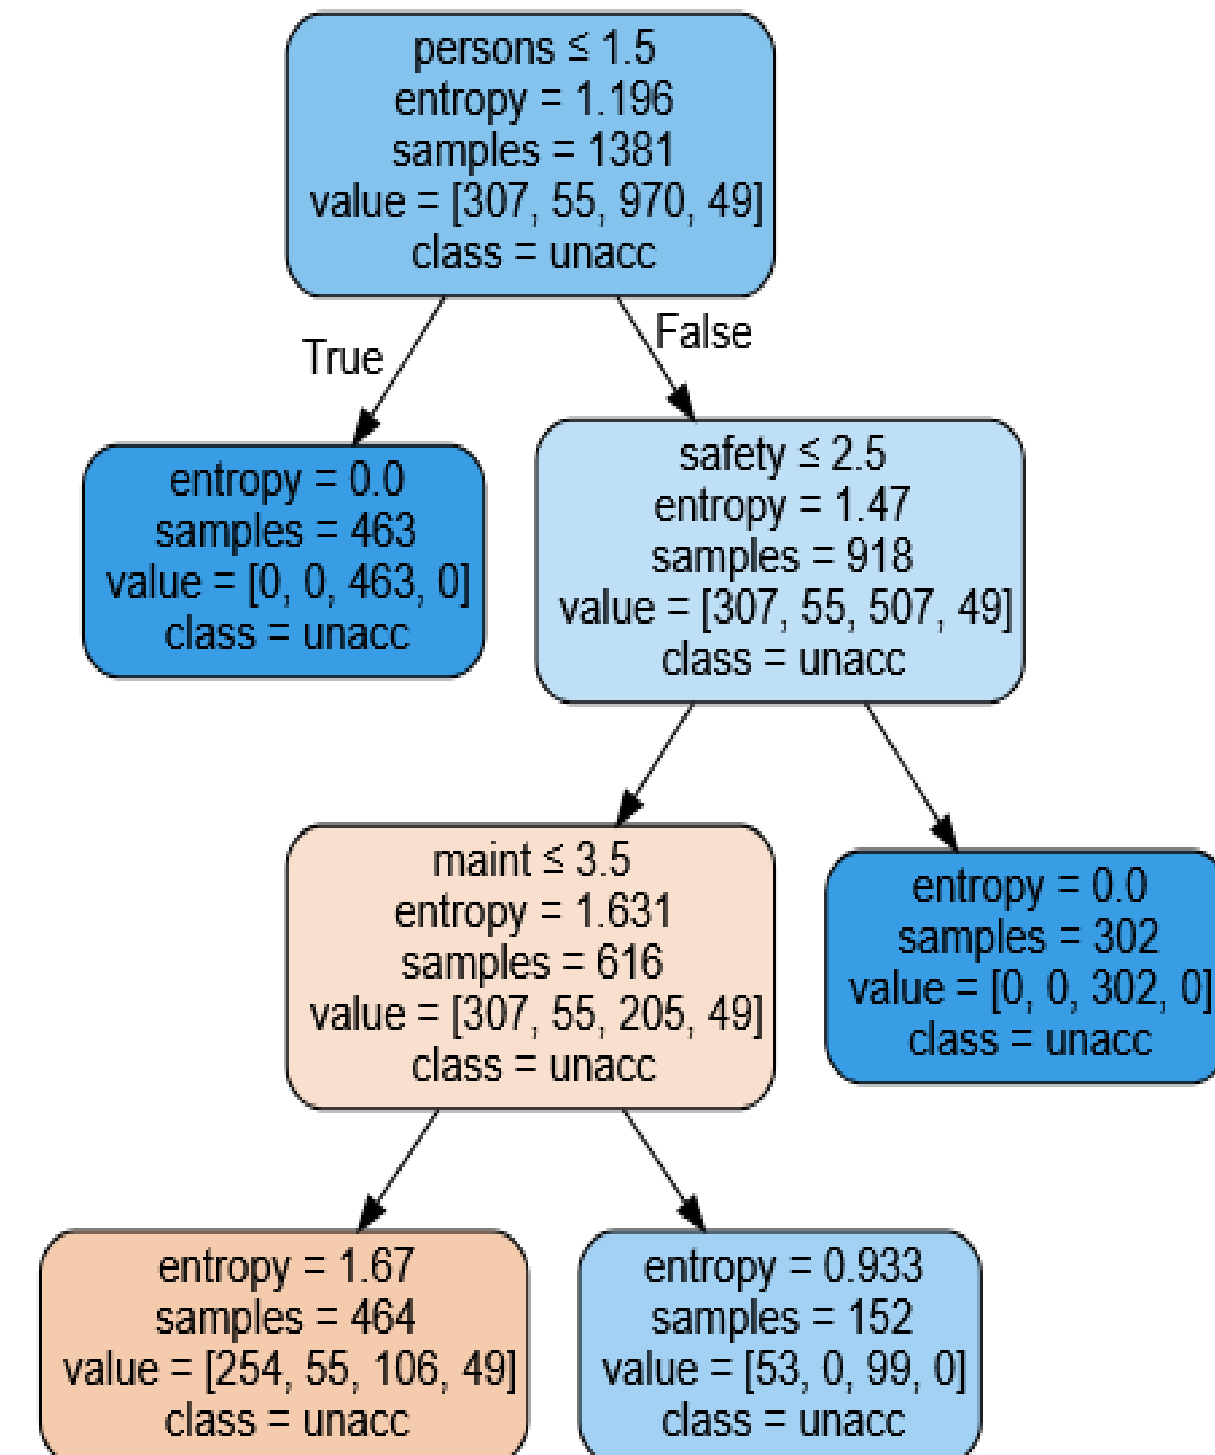 persons ≤ 1.5
entropy = 1.196
samples = 1381
value = [307, 55, 970, 49]
class = unacc
True
False
entropy = 0.0
samples = 463
value = [0, 0, 463, 0]
class = unacc
safety ≤ 2.5
entropy = 1.47
samples = 918
value = [307, 55, 507, 49]
class = unacc
maint ≤ 3.5
entropy = 1.631
samples = 616
value = [307, 55, 205, 49]
class = unacc
entropy = 0.0
samples = 302
value = [0, 0, 302, 0]
class = unacc
entropy = 1.67
samples = 464
value = [254, 55, 106, 49]
class = unacc
entropy = 0.933
samples = 152
value = [53, 0, 99, 0]
class = unacc